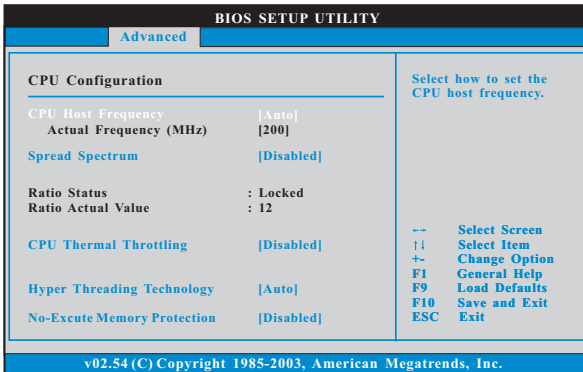 BIOS SETUP UTILITY
Advanced
CPU Configuration
CPU Host Frequency [Auto]
Actual Frequency (MHz) [200]
Spread Spectrum [Disabled]
Ratio Status : Locked
Ratio Actual Value : 12
CPU Thermal Throttling [Disabled]
Hyper Threading Technology [Auto]
No-Excute Memory Protection [Disabled]
Select how to set the
CPU host frequency.
←→ Select Screen
↑↓ Select Item
+- Change Option
F1 General Help
F9 Load Defaults
F10 Save and Exit
ESC Exit
v02.54 (C) Copyright 1985-2003, American Megatrends, Inc.